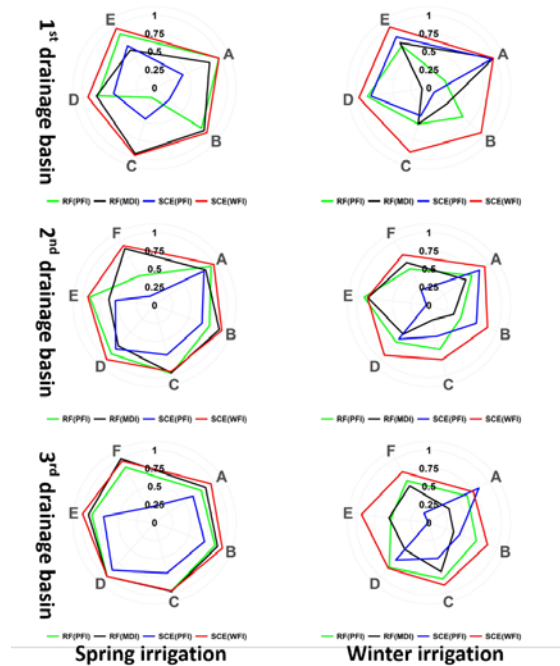 1st drainage basin
E 1 0.75 0.5 0.25 0 A D B C
RF(PFI) RF(MDI) SCE(PFI) SCE(WFI)
E 1 0.75 0.5 0.25 0 A D B C
RF(PFI) RF(MDI) SCE(PFI) SCE(WFI)
2nd drainage basin
F 1 0.75 0.5 0.25 0 A E B D C
RF(PFI) RF(MDI) SCE(PFI) SCE(WFI)
F 1 0.75 0.5 0.25 0 A E B D C
RF(PFI) RF(MDI) SCE(PFI) SCE(WFI)
3rd drainage basin
F 1 0.75 0.5 0.25 0 A E B D C
RF(PFI) RF(MDI) SCE(PFI) SCE(WFI)
F 1 0.75 0.5 0.25 0 A E B D C
RF(PFI) RF(MDI) SCE(PFI) SCE(WFI)
Spring irrigation Winter irrigation